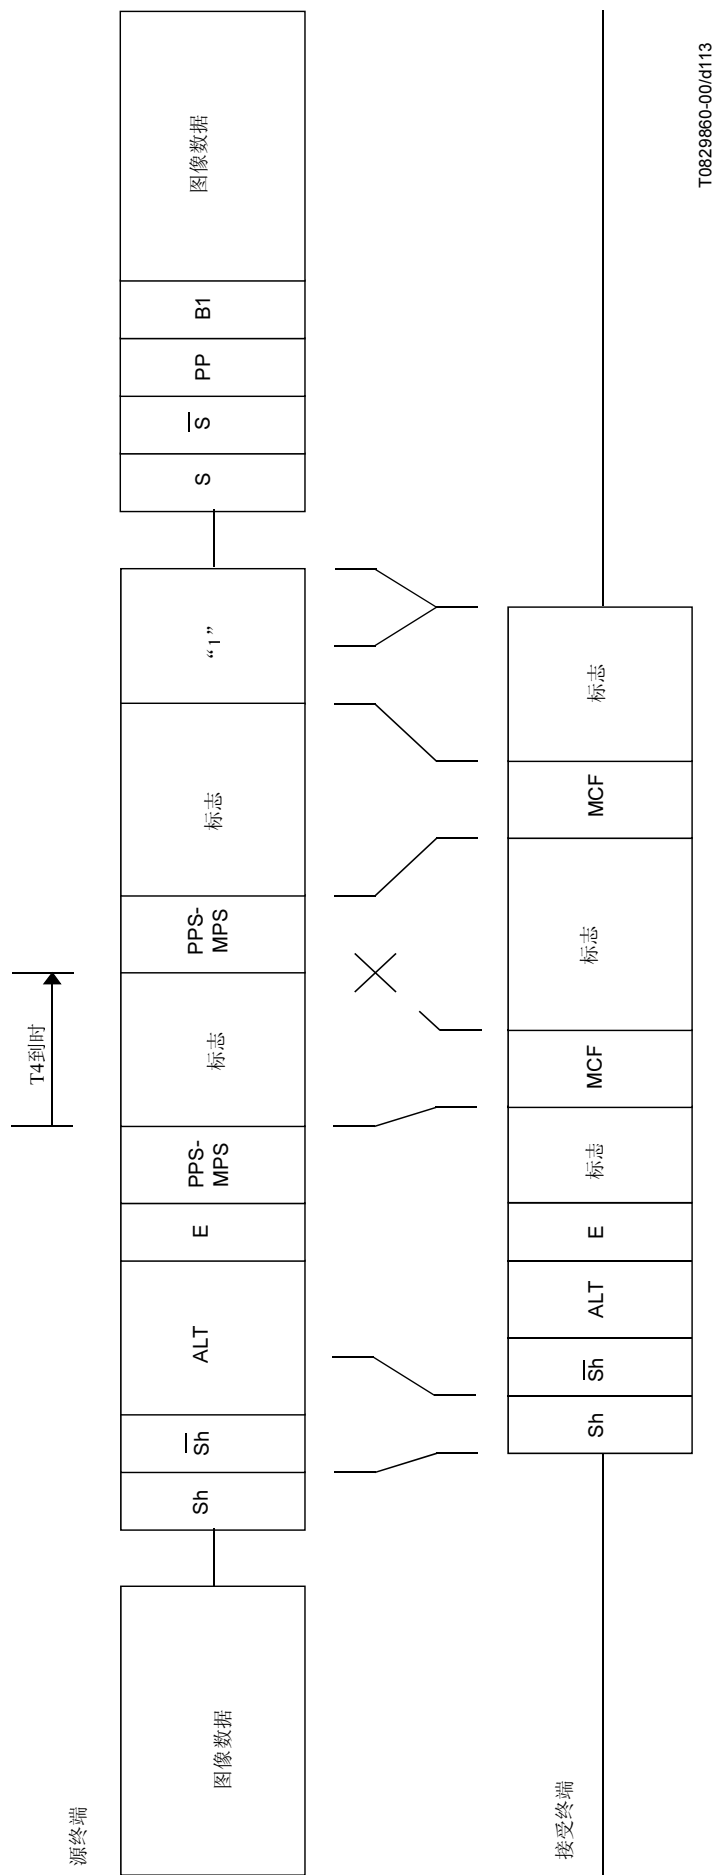 源终端
图像数据
Sh
S̅h
ALT
E
PPS-
MPS
标志
PPS-
MPS
标志
“1”
S
S̅
PP
B1
图像数据
T4到时
接受终端
Sh
S̅h
ALT
E
标志
MCF
标志
MCF
标志
T0829860-00/d113